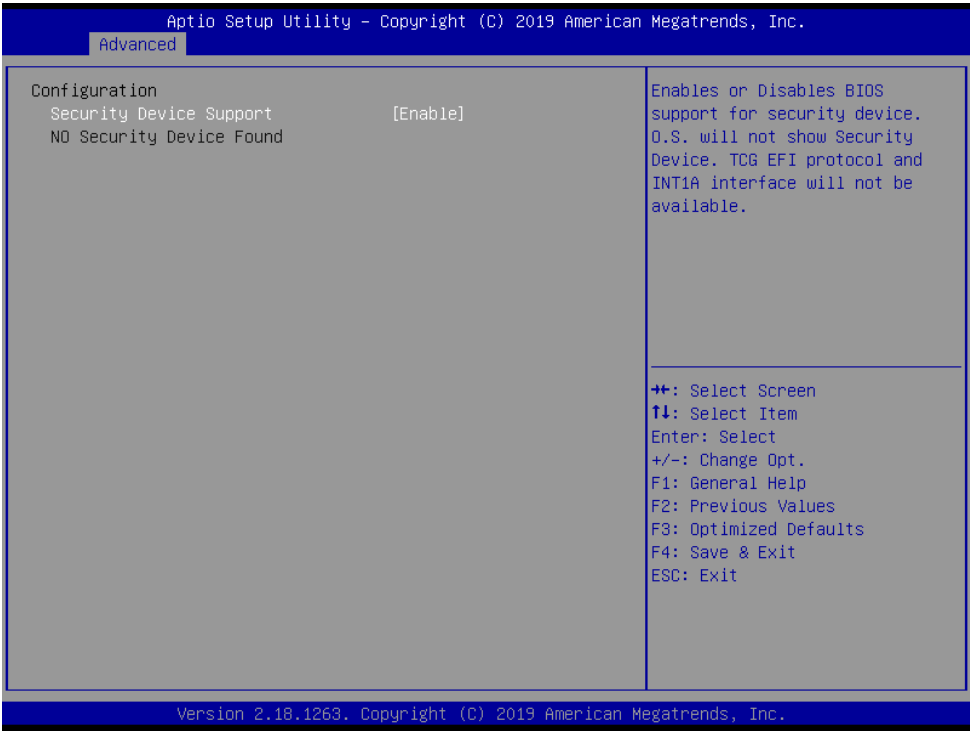 Aptio Setup Utility – Copyright (C) 2019 American Megatrends, Inc.
Advanced
Configuration
Security Device Support [Enable]
NO Security Device Found
Enables or Disables BIOS
support for security device.
O.S. will not show Security
Device. TCG EFI protocol and
INT1A interface will not be
available.
→←: Select Screen
↑↓: Select Item
Enter: Select
+/-: Change Opt.
F1: General Help
F2: Previous Values
F3: Optimized Defaults
F4: Save & Exit
ESC: Exit
Version 2.18.1263. Copyright (C) 2019 American Megatrends, Inc.